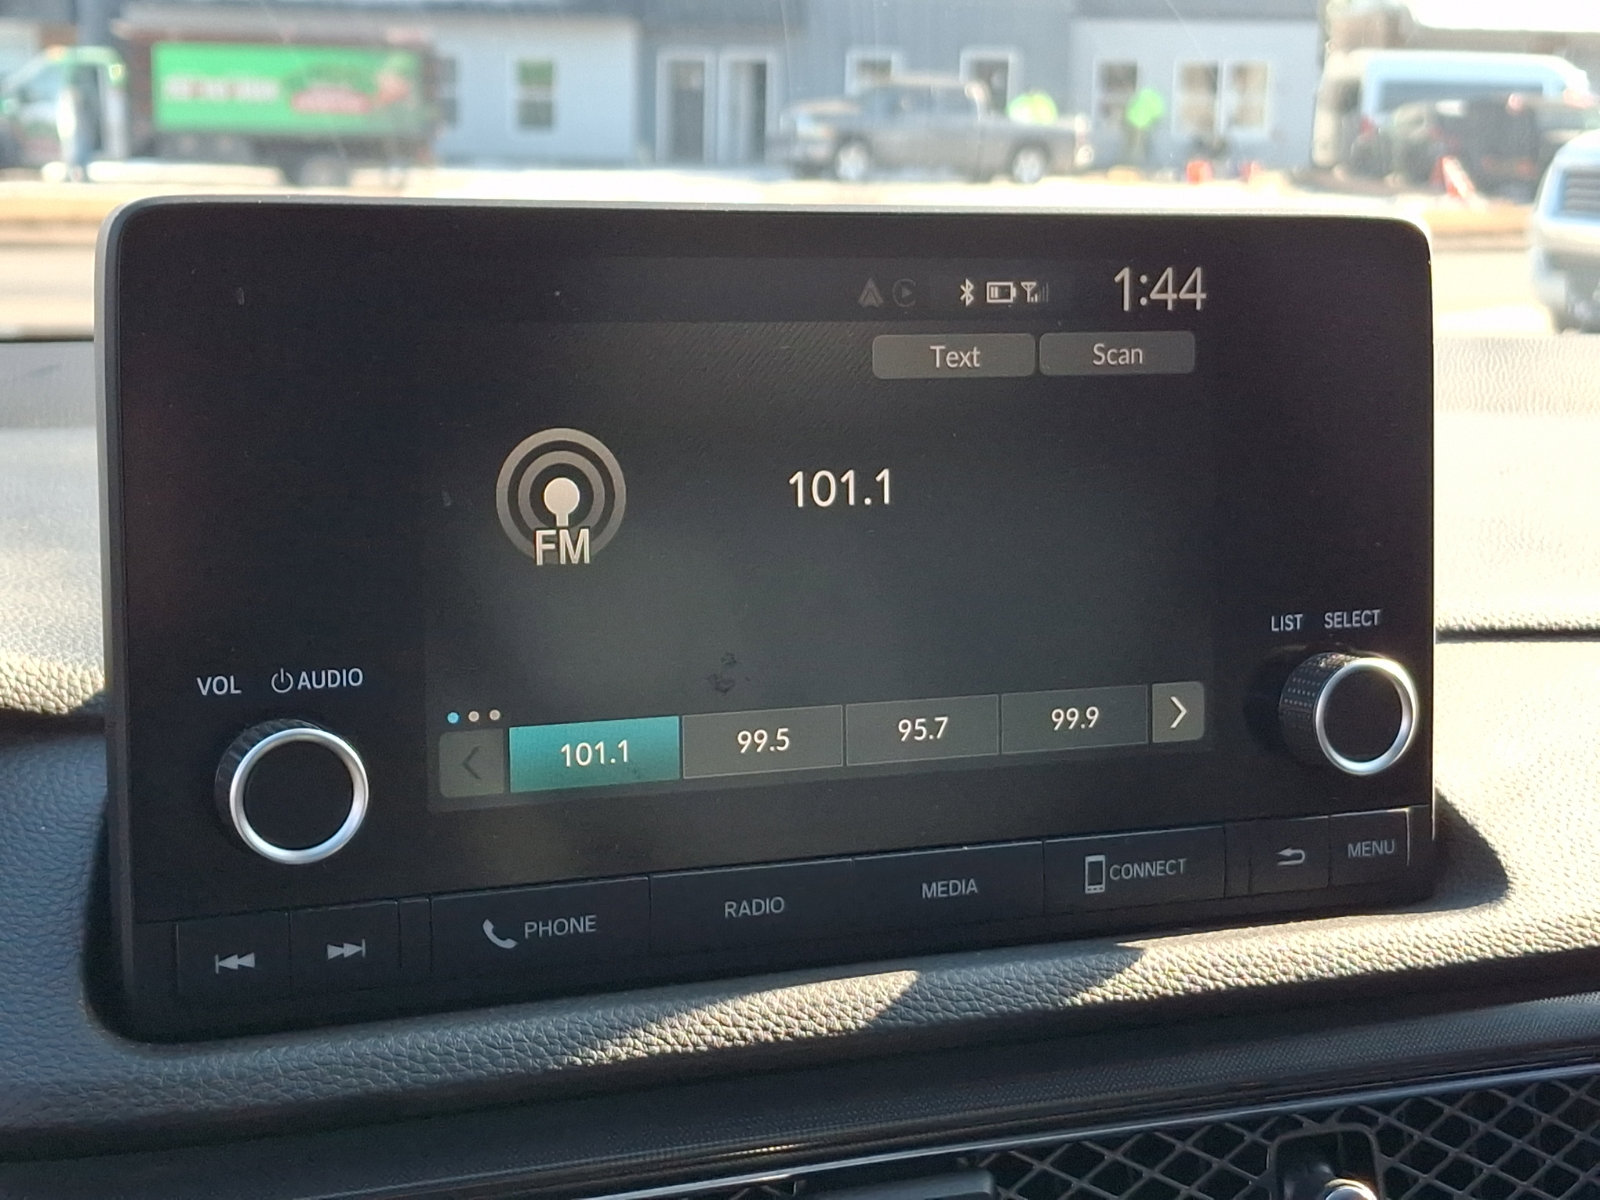 1:44
Text Scan
FM
101.1
LIST SELECT
VOL AUDIO
101.1 99.5 95.7 99.9
PHONE RADIO MEDIA CONNECT MENU